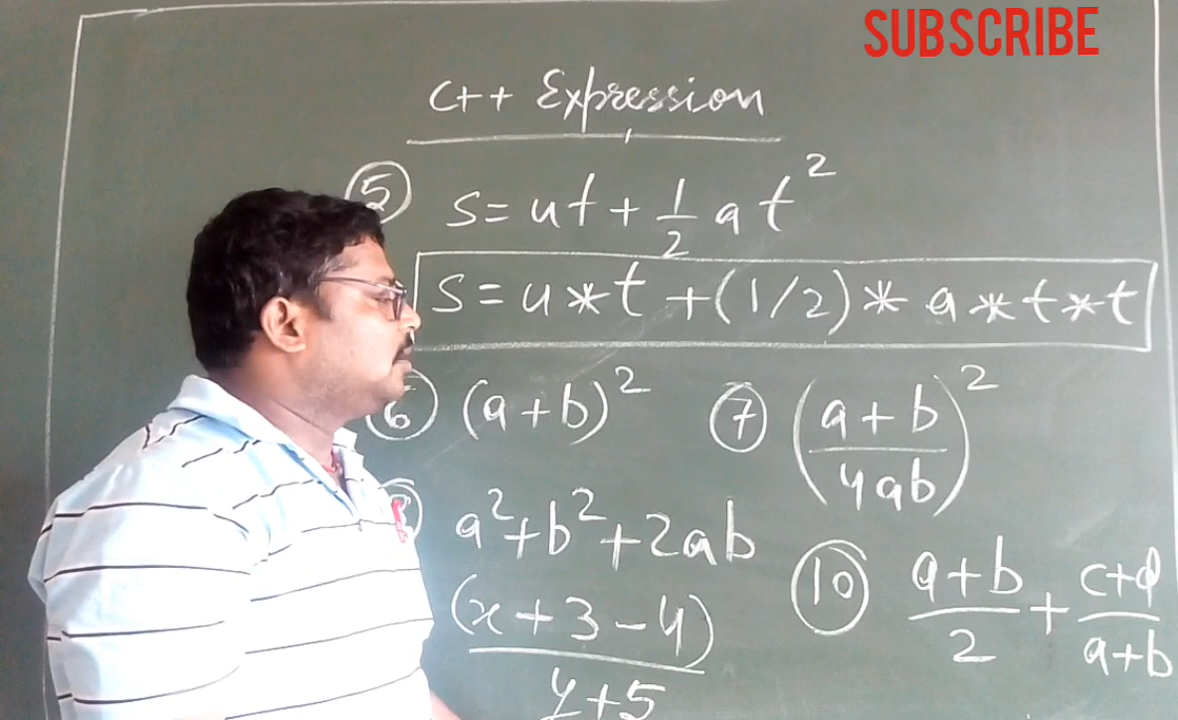 SUBSCRIBE
C++ Expression
⑤ S = ut + 1/2 at²
S = u * t + (1/2) * a * t * t
⑥ (a+b)² ⑦ ((a+b)/4ab)²
a²+b²+2ab
(x+3-4)/(y+5) ⑩ (a+b)/2 + (c+d)/(a+b)